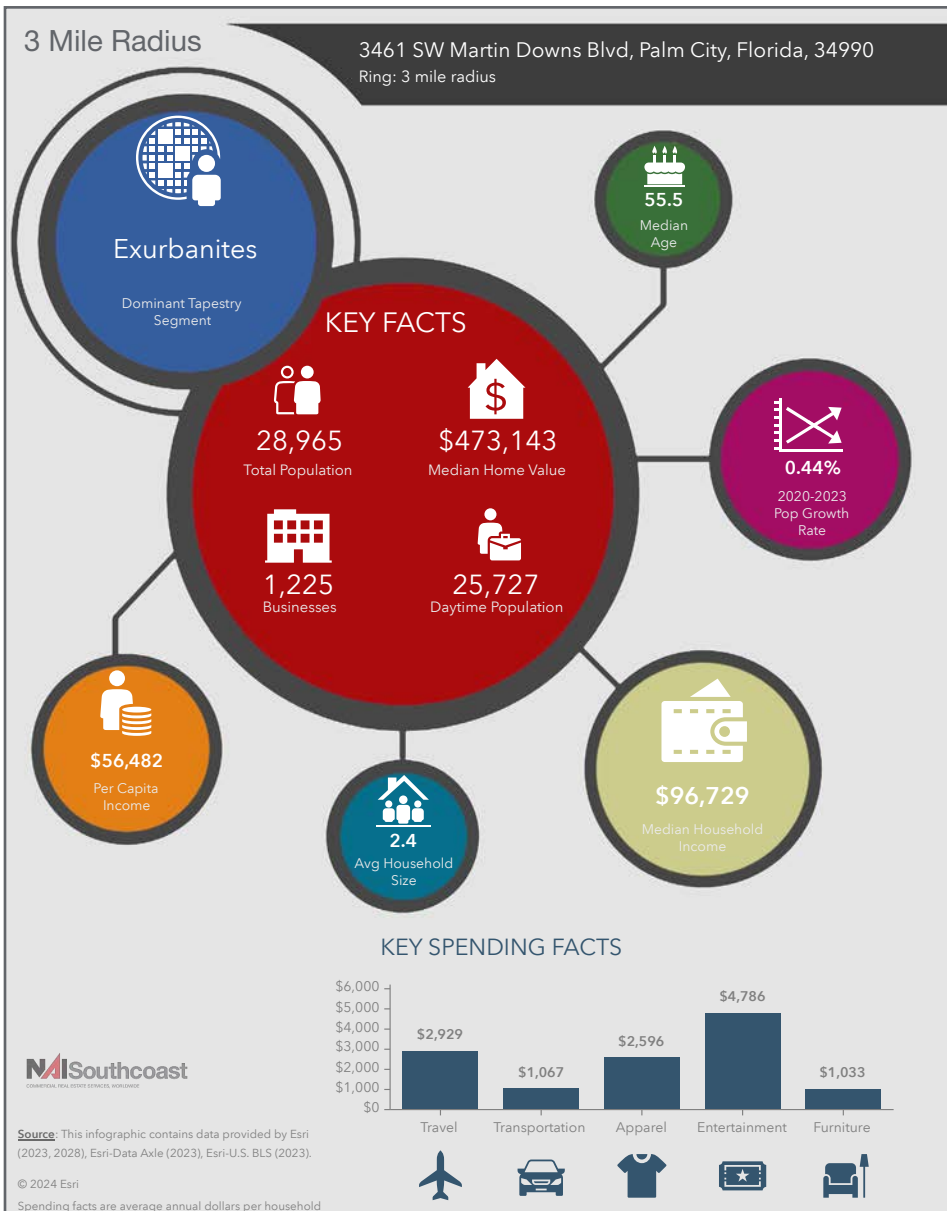 3 Mile Radius
3461 SW Martin Downs Blvd, Palm City, Florida, 34990
Ring: 3 mile radius
Exurbanites
Dominant Tapestry
Segment
55.5
Median
Age
KEY FACTS
28,965
Total Population
$473,143
Median Home Value
1,225
Businesses
25,727
Daytime Population
0.44%
2020-2023
Pop Growth
Rate
$56,482
Per Capita
Income
2.4
Avg Household
Size
$96,729
Median Household
Income
KEY SPENDING FACTS
$6,000
$5,000
$4,000
$3,000
$2,000
$1,000
$0
$2,929
$1,067
$2,596
$4,786
$1,033
Travel
Transportation
Apparel
Entertainment
Furniture
NAISouthcoast
COMMERCIAL REAL ESTATE SERVICES, WORLDWIDE
Source: This infographic contains data provided by Esri
(2023, 2028), Esri-Data Axle (2023), Esri-U.S. BLS (2023).
© 2024 Esri
Spending facts are average annual dollars per household